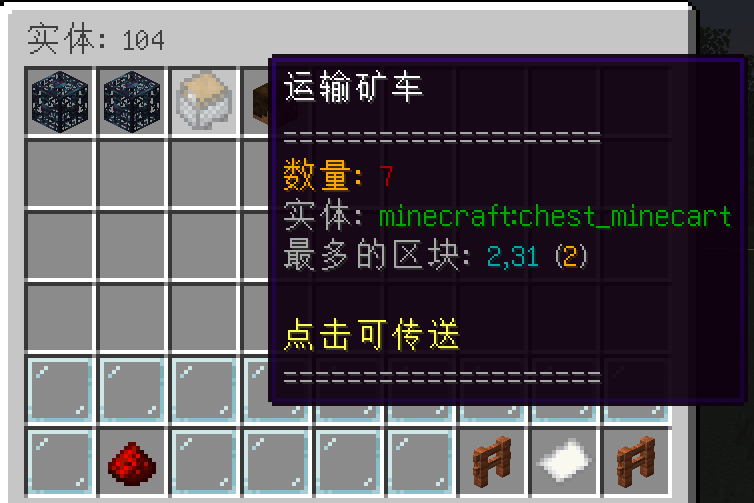 实体: 104
运输矿车
====================
数量: 7
实体: minecraft:chest_minecart
最多的区块: 2,31 (2)
点击可传送
====================